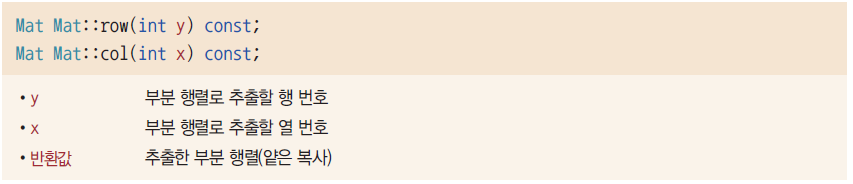 Mat Mat::row(int y) const;
Mat Mat::col(int x) const;
• y 부분 행렬로 추출할 행 번호
• x 부분 행렬로 추출할 열 번호
• 반환값 추출한 부분 행렬(얕은 복사)